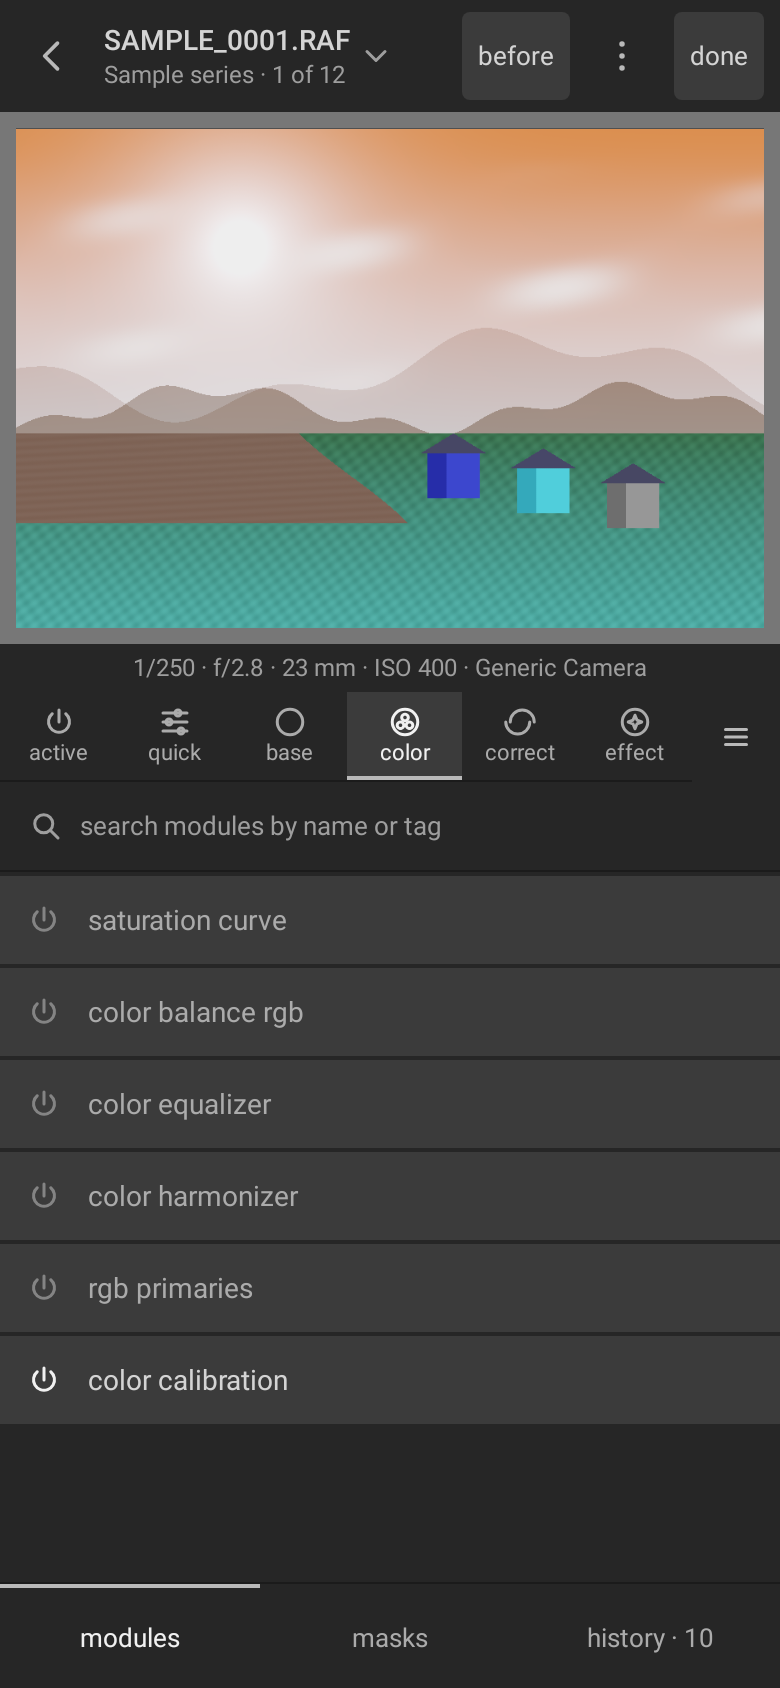 SAMPLE_0001.RAF
Sample series · 1 of 12
before
done
1/250 · f/2.8 · 23 mm · ISO 400 · Generic Camera
active
quick
base
color
correct
effect
search modules by name or tag
saturation curve
color balance rgb
color equalizer
color harmonizer
rgb primaries
color calibration
modules
masks
history · 10